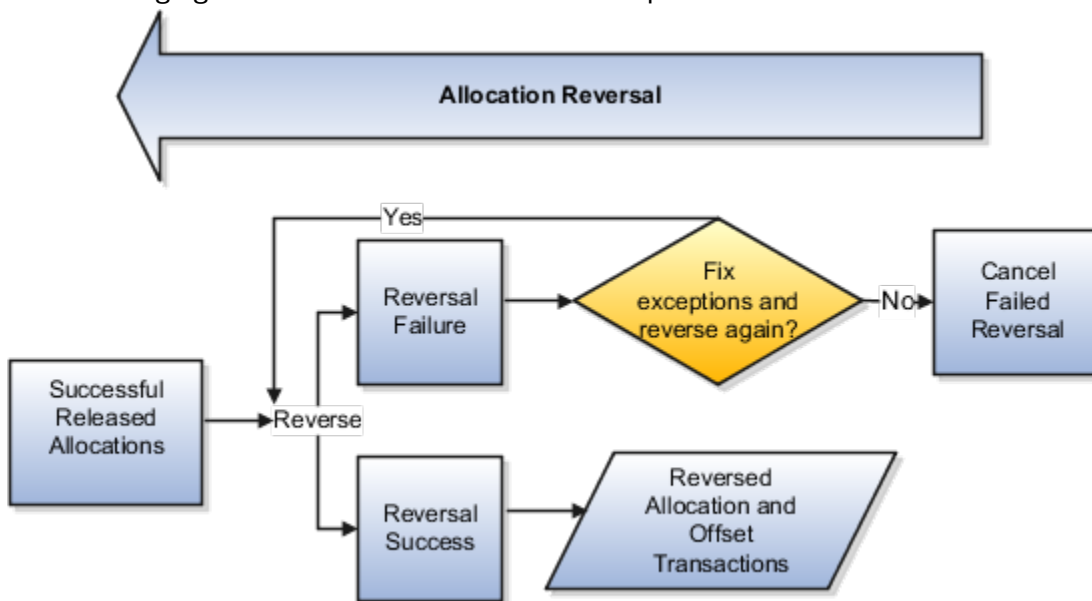 Allocation Reversal
Yes
Reversal
Failure
Fix
exceptions and
reverse again?
No
Cancel
Failed
Reversal
Successful
Released
Allocations
Reverse
Reversal
Success
Reversed
Allocation and
Offset
Transactions